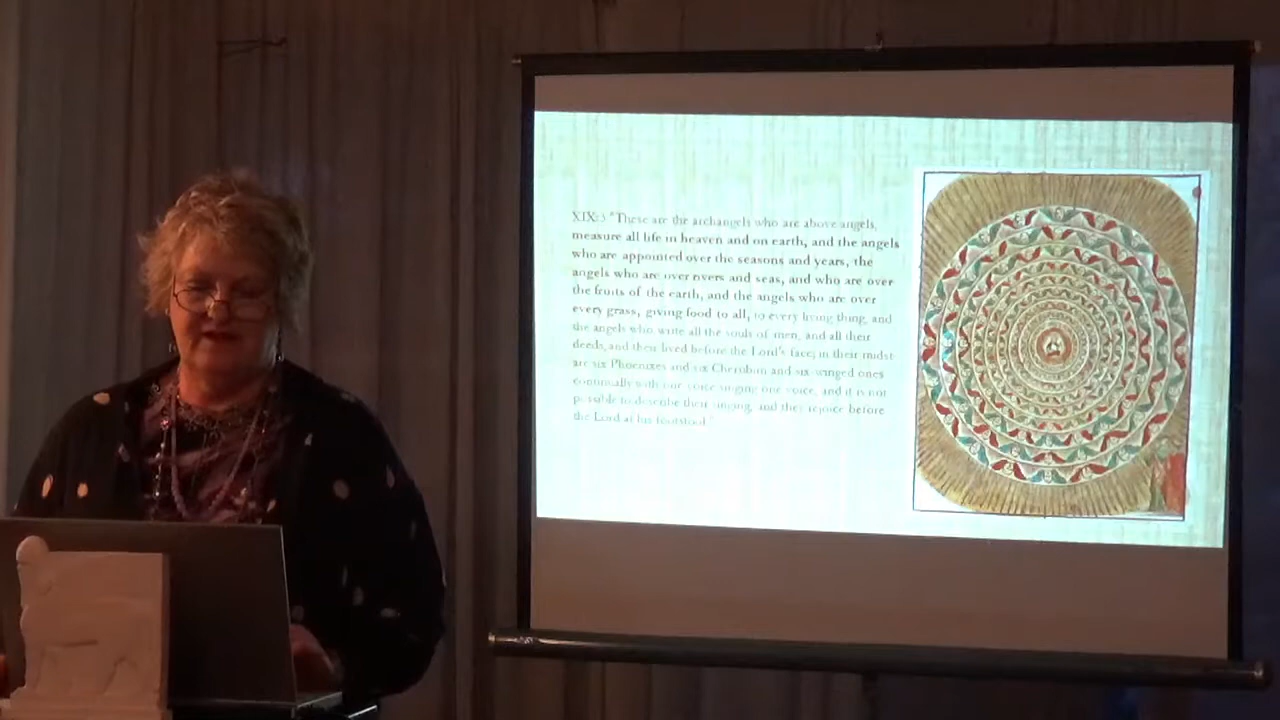 XIX:3 "These are the archangels who are above angels,
measure all life in heaven and on earth, and the angels
who are appointed over the seasons and years, the
angels who are over rivers and seas, and who are over
the fruits of the earth, and the angels who are over
every grass, giving food to all, to every living thing, and
the angels who write all the souls of men, and all their
deeds, and their lived before the Lord's face; in their midst
are six Phoenixes and six Cherubim and six-winged ones
continually with one voice singing one voice, and it is not
possible to describe their singing, and they rejoice before
the Lord at his footstool